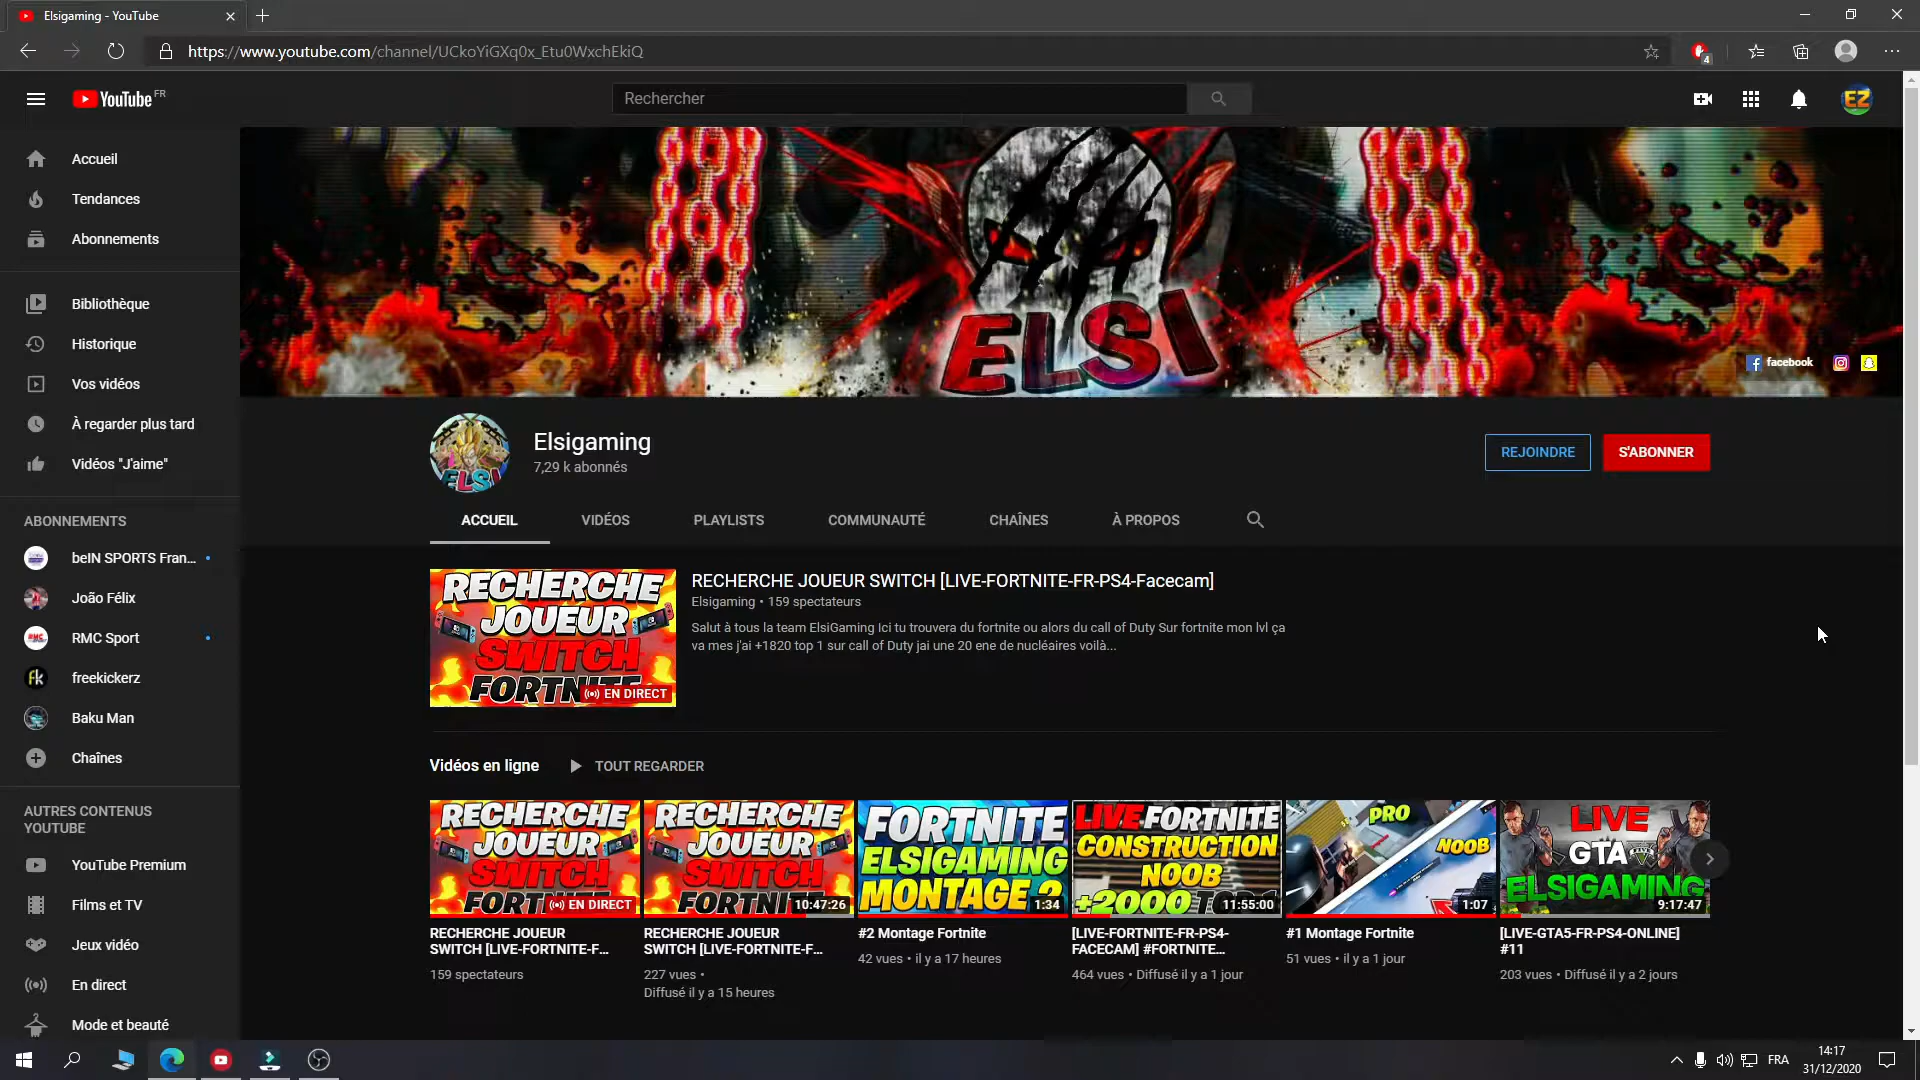 Elsigaming - YouTube
https://www.youtube.com/channel/UCkoYiGXq0x_Etu0WxchEkiQ
4
YouTube FR
Rechercher
EZ
Accueil
Tendances
Abonnements
Bibliothèque
Historique
Vos vidéos
À regarder plus tard
Vidéos "J'aime"
ABONNEMENTS
beIN SPORTS Fran...
João Félix
RMC Sport
freekickerz
Baku Man
Chaînes
AUTRES CONTENUS
YOUTUBE
YouTube Premium
Films et TV
Jeux vidéo
En direct
Mode et beauté
ELSI
facebook
ELSI
Elsigaming
7,29 k abonnés
REJOINDRE
S'ABONNER
ACCUEIL
VIDÉOS
PLAYLISTS
COMMUNAUTÉ
CHAÎNES
À PROPOS
RECHERCHE
JOUEUR
SWITCH
FORTNITE
EN DIRECT
RECHERCHE JOUEUR SWITCH [LIVE-FORTNITE-FR-PS4-Facecam]
Elsigaming • 159 spectateurs
Salut à tous la team ElsiGaming Ici tu trouvera du fortnite ou alors du call of Duty Sur fortnite mon lvl ça
va mes j'ai +1820 top 1 sur call of Duty jai une 20 ene de nucléaires voilà...
Vidéos en ligne
TOUT REGARDER
RECHERCHE
JOUEUR
SWITCH
FORT
EN DIRECT
RECHERCHE JOUEUR
SWITCH [LIVE-FORTNITE-F...
159 spectateurs
RECHERCHE
JOUEUR
SWITCH
FORTNI
10:47:26
RECHERCHE JOUEUR
SWITCH [LIVE-FORTNITE-F...
227 vues •
Diffusé il y a 15 heures
FORTNITE
ELSIGAMING
MONTAGE 2
1:34
#2 Montage Fortnite
42 vues • il y a 17 heures
LIVE FORTNITE
CONSTRUCTION
NOOB
+2000 TO
11:55:00
[LIVE-FORTNITE-FR-PS4-
FACECAM] #FORTNITE...
464 vues • Diffusé il y a 1 jour
PRO
NOOB
1:07
#1 Montage Fortnite
51 vues • il y a 1 jour
LIVE
GTA V
ELSIGAMING
9:17:47
[LIVE-GTA5-FR-PS4-ONLINE]
#11
203 vues • Diffusé il y a 2 jours
FRA
14:17
31/12/2020